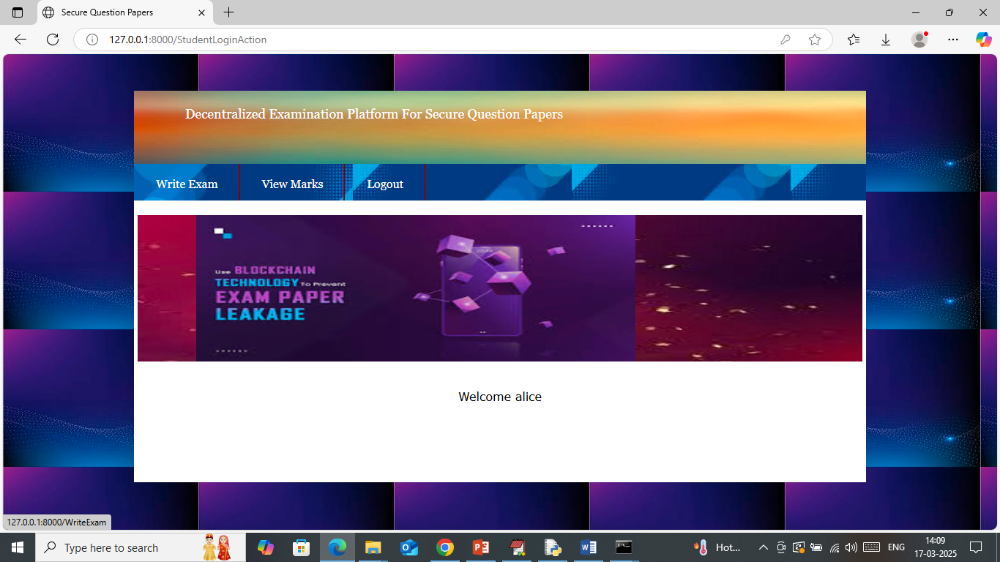 Secure Question Papers
127.0.0.1:8000/StudentLoginAction
Decentralized Examination Platform For Secure Question Papers
Write Exam View Marks Logout
Use BLOCKCHAIN
TECHNOLOGY To Prevent
EXAM PAPER
LEAKAGE
Welcome alice
127.0.0.1:8000/WriteExam
Type here to search
Hot...
ENG
14:09
17-03-2025